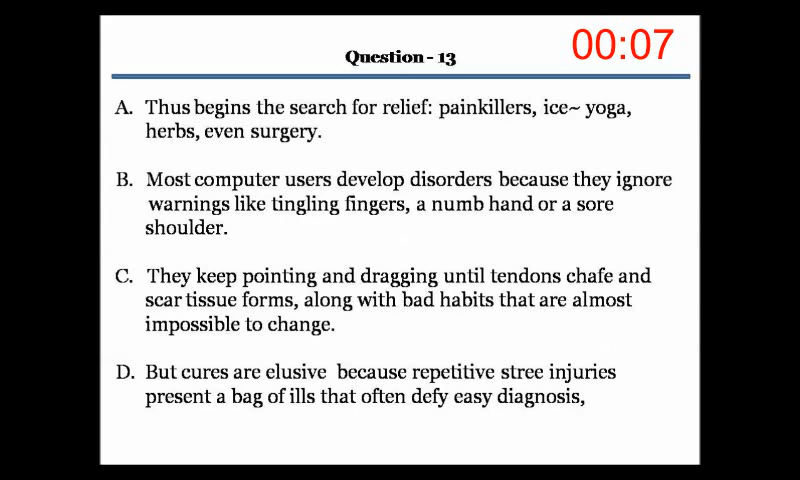 Question - 13
00:07
A. Thus begins the search for relief: painkillers, ice~ yoga,
herbs, even surgery.
B. Most computer users develop disorders because they ignore
warnings like tingling fingers, a numb hand or a sore
shoulder.
C. They keep pointing and dragging until tendons chafe and
scar tissue forms, along with bad habits that are almost
impossible to change.
D. But cures are elusive because repetitive stree injuries
present a bag of ills that often defy easy diagnosis,